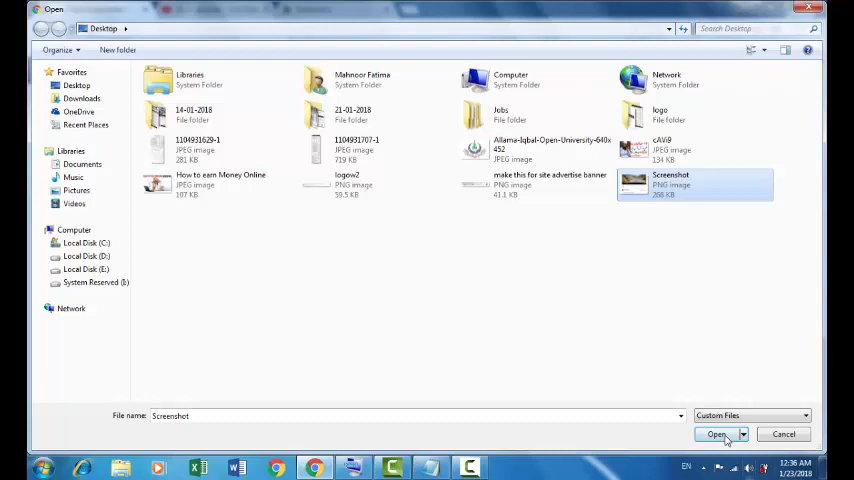 Open
Desktop
Search Desktop
Organize
New folder
Favorites
Desktop
Downloads
OneDrive
Recent Places
Libraries
Documents
Music
Pictures
Videos
Computer
Local Disk (C:)
Local Disk (D:)
Local Disk (E:)
System Reserved (I:)
Network
Libraries
System Folder
Mahnoor Fatima
System Folder
Computer
System Folder
Network
System Folder
14-01-2018
File folder
21-01-2018
File folder
Jobs
File folder
logo
File folder
1104931629-1
JPEG image
281 KB
1104931707-1
JPEG image
719 KB
Allama-Iqbal-Open-University-640x
452
JPEG image
cAVi9
JPEG image
134 KB
How to earn Money Online
JPEG image
107 KB
logow2
PNG image
59.5 KB
make this for site advertise banner
PNG image
41.1 KB
Screenshot
PNG image
266 KB
File name:
Screenshot
Custom Files
Open
Cancel
EN
12:36 AM
1/23/2018